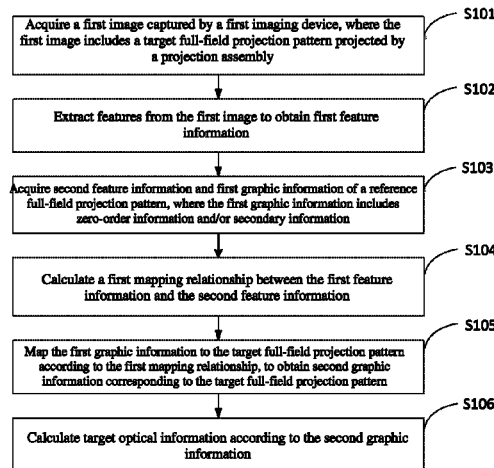 S101
Acquire a first image captured by a first imaging device, where the
first image includes a target full-field projection pattern projected by
a projection assembly
S102
Extract features from the first image to obtain first feature
information
S103
Acquire second feature information and first graphic information of a reference
full-field projection pattern, where the first graphic information includes
zero-order information and/or secondary information
S104
Calculate a first mapping relationship between the first feature
information and the second feature information
S105
Map the first graphic information to the target full-field projection pattern
according to the first mapping relationship, to obtain second graphic
information corresponding to the target full-field projection pattern
S106
Calculate target optical information according to the second graphic
information